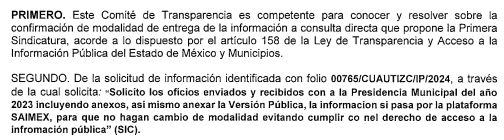 PRIMERO. Este Comité de Transparencia es competente para conocer y resolver sobre la
confirmación de modalidad de entrega de la información a consulta directa que propone la Primera
Sindicatura, acorde a lo dispuesto por el artículo 158 de la Ley de Transparencia y Acceso a la
Información Pública del Estado de México y Municipios.
SEGUNDO. De la solicitud de información identificada con folio 00765/CUAUTIZC/IP/2024, a través
de la cual solicita: "Solicito los oficios enviados y recibidos con a la Presidencia Municipal del año
2023 incluyendo anexos, asi mismo anexar la Versión Pública, la informacion si pasa por la plataforma
SAIMEX, para que no hagan cambio de modalidad evitando cumplir co nel derecho de acceso a la
infromación pública" (SIC).